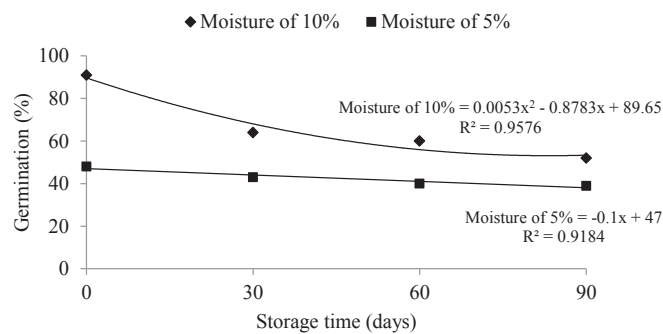 ◆ Moisture of 10% ■ Moisture of 5%
100
80
60
40
20
0
Germination (%)
Moisture of 10% = 0.0053x² - 0.8783x + 89.65
R² = 0.9576
Moisture of 5% = -0.1x + 47
R² = 0.9184
0 30 60 90
Storage time (days)